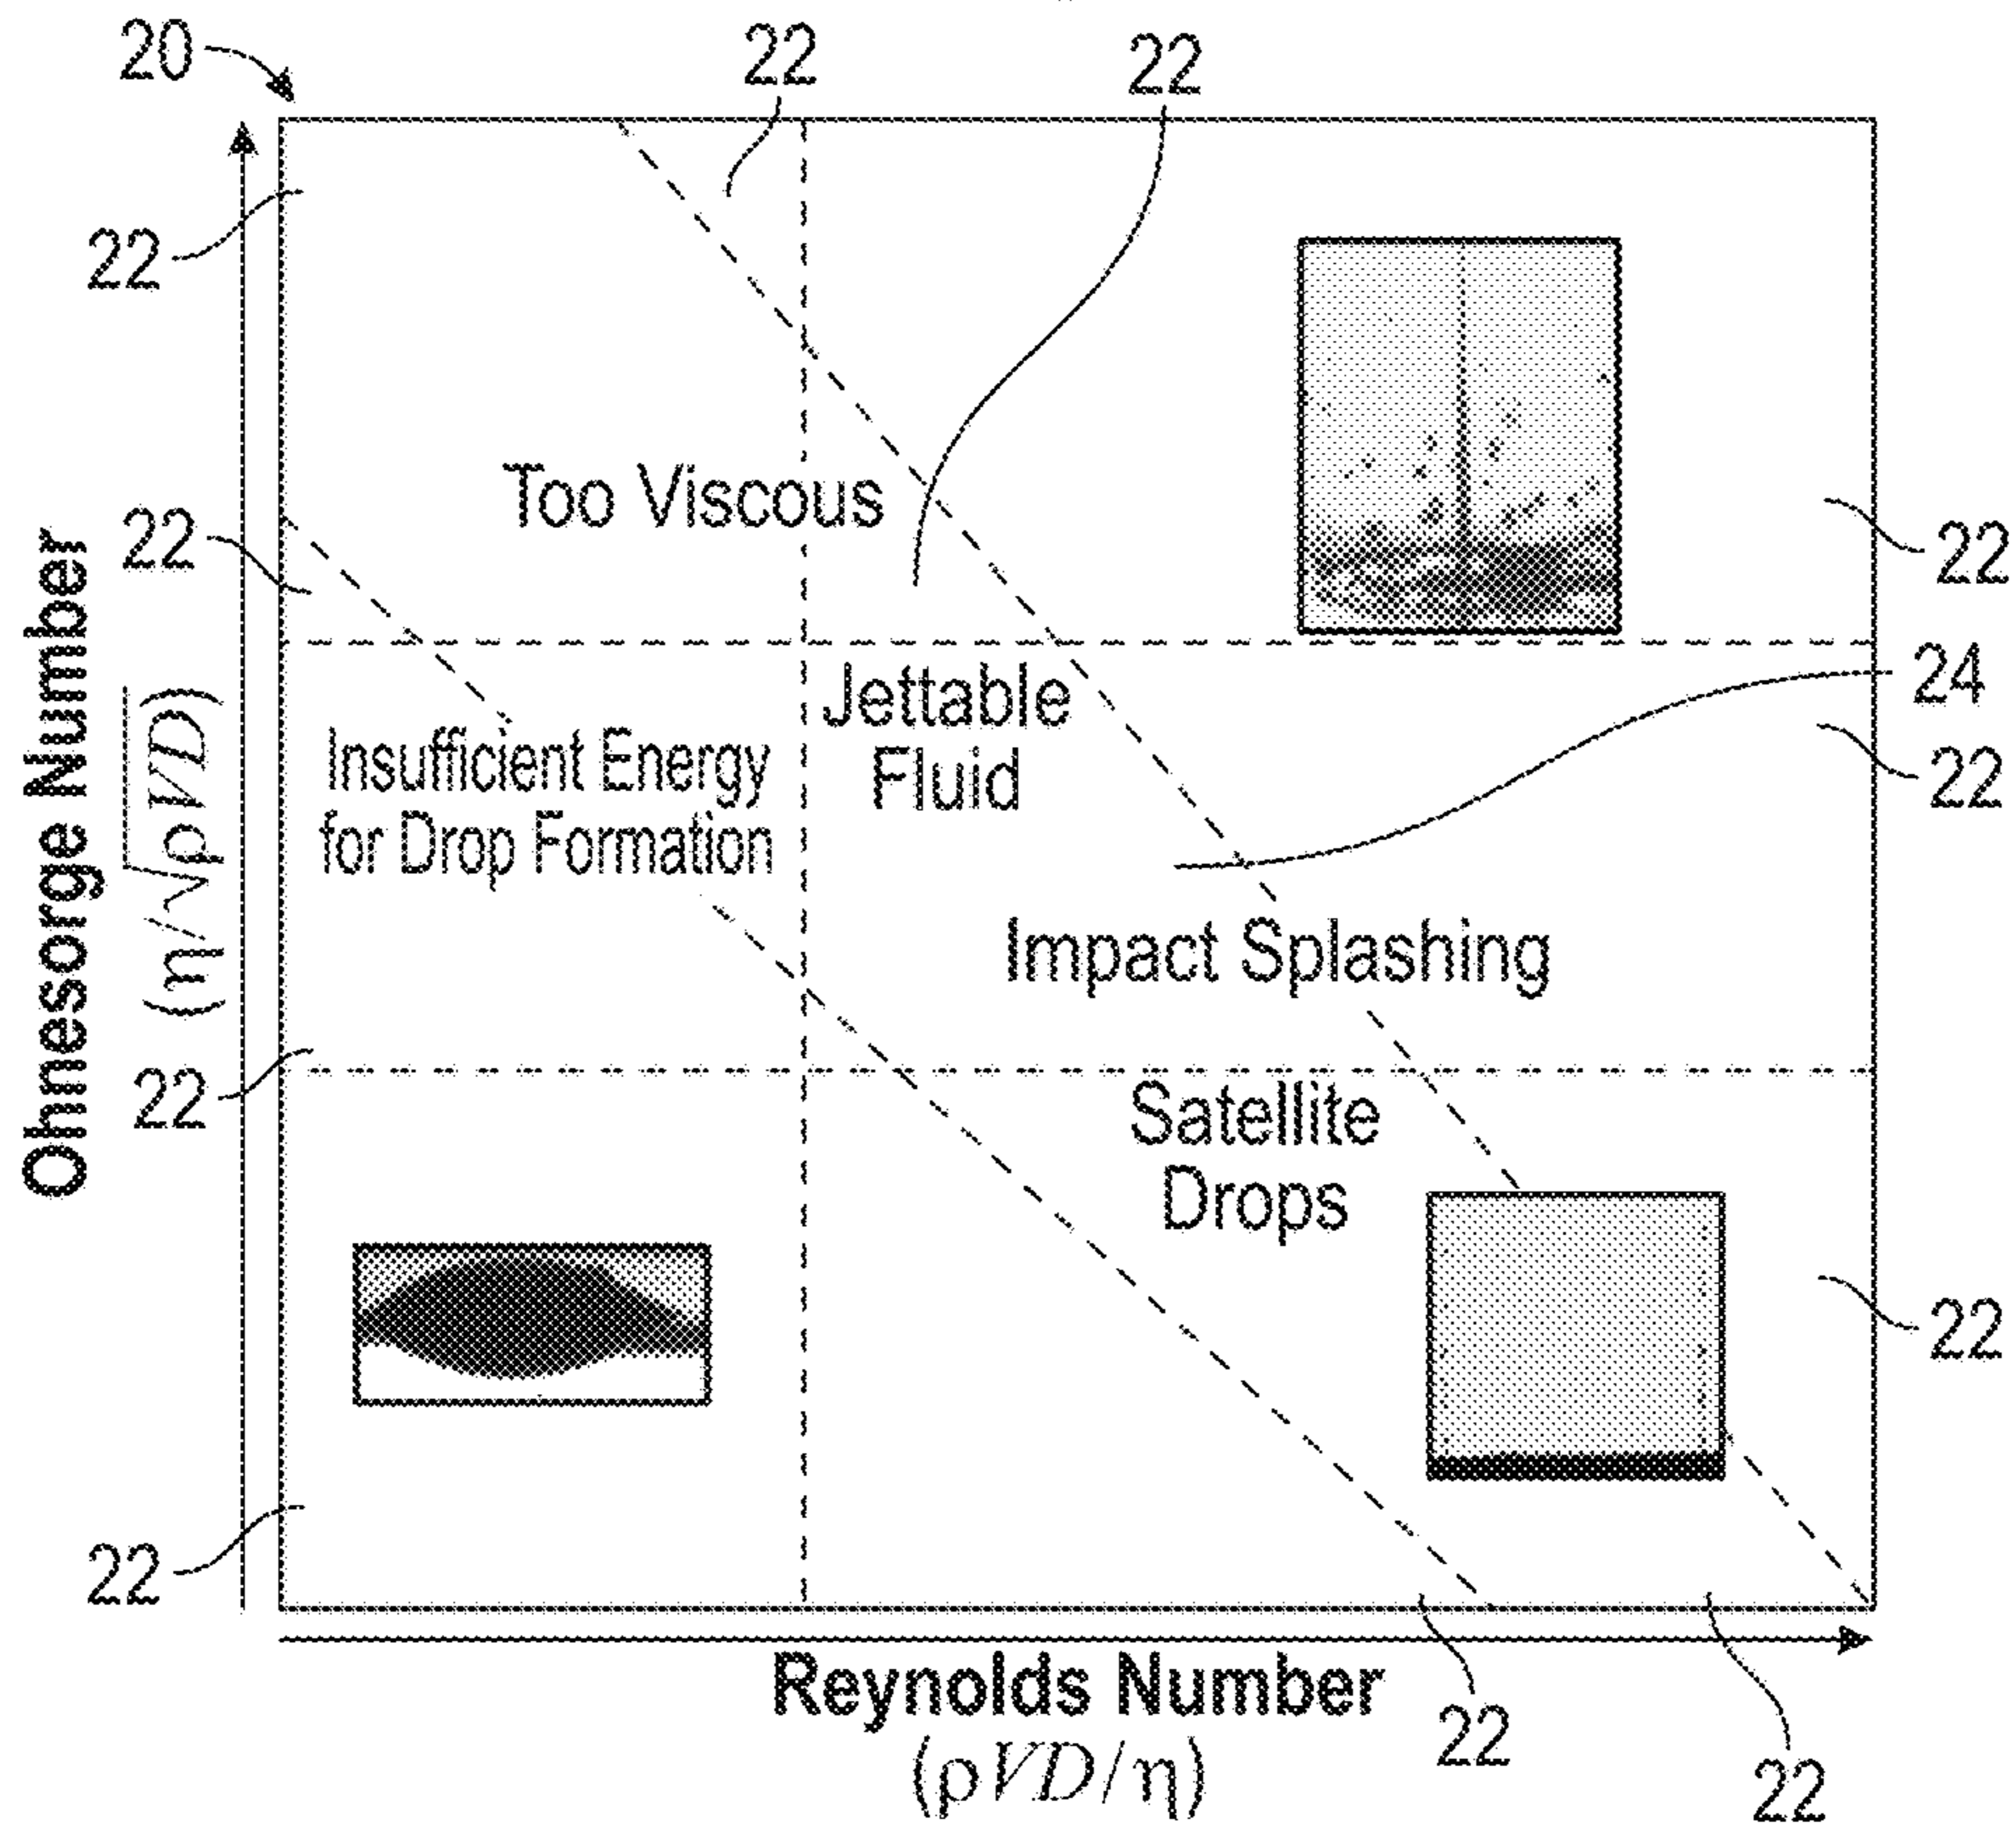 20
22
22
22
Too Viscous
22
22
Jettable
Fluid
24
22
Insufficient Energy
for Drop Formation
Impact Splashing
22
Satellite
Drops
22
22
Ohnesorge Number
(η/√ρVD)
Reynolds Number
(ρVD/η)
22
22